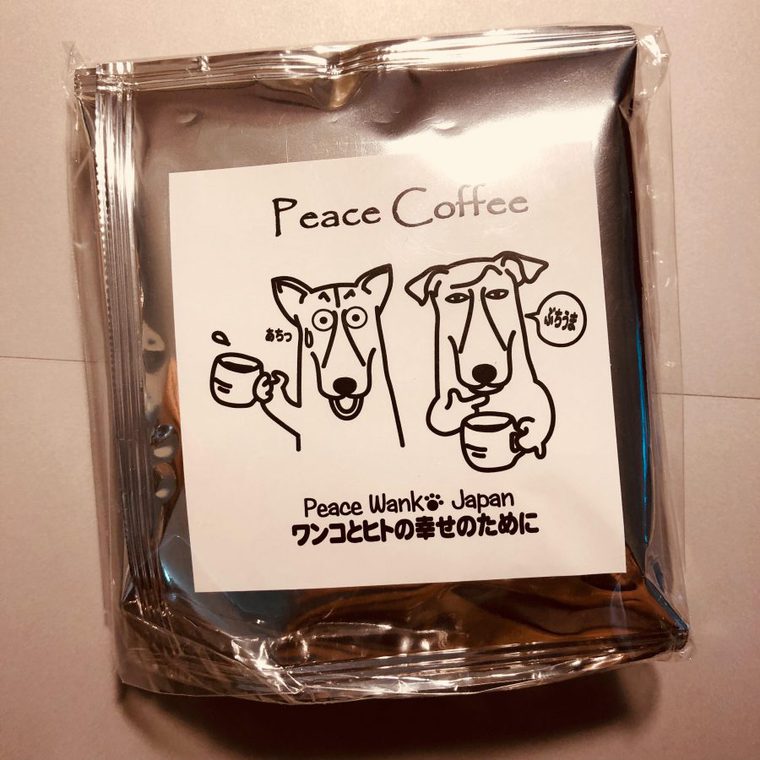 Peace Coffee
あちっ
ぶちうま
Peace Wanko Japan
ワンコとヒトの幸せのために